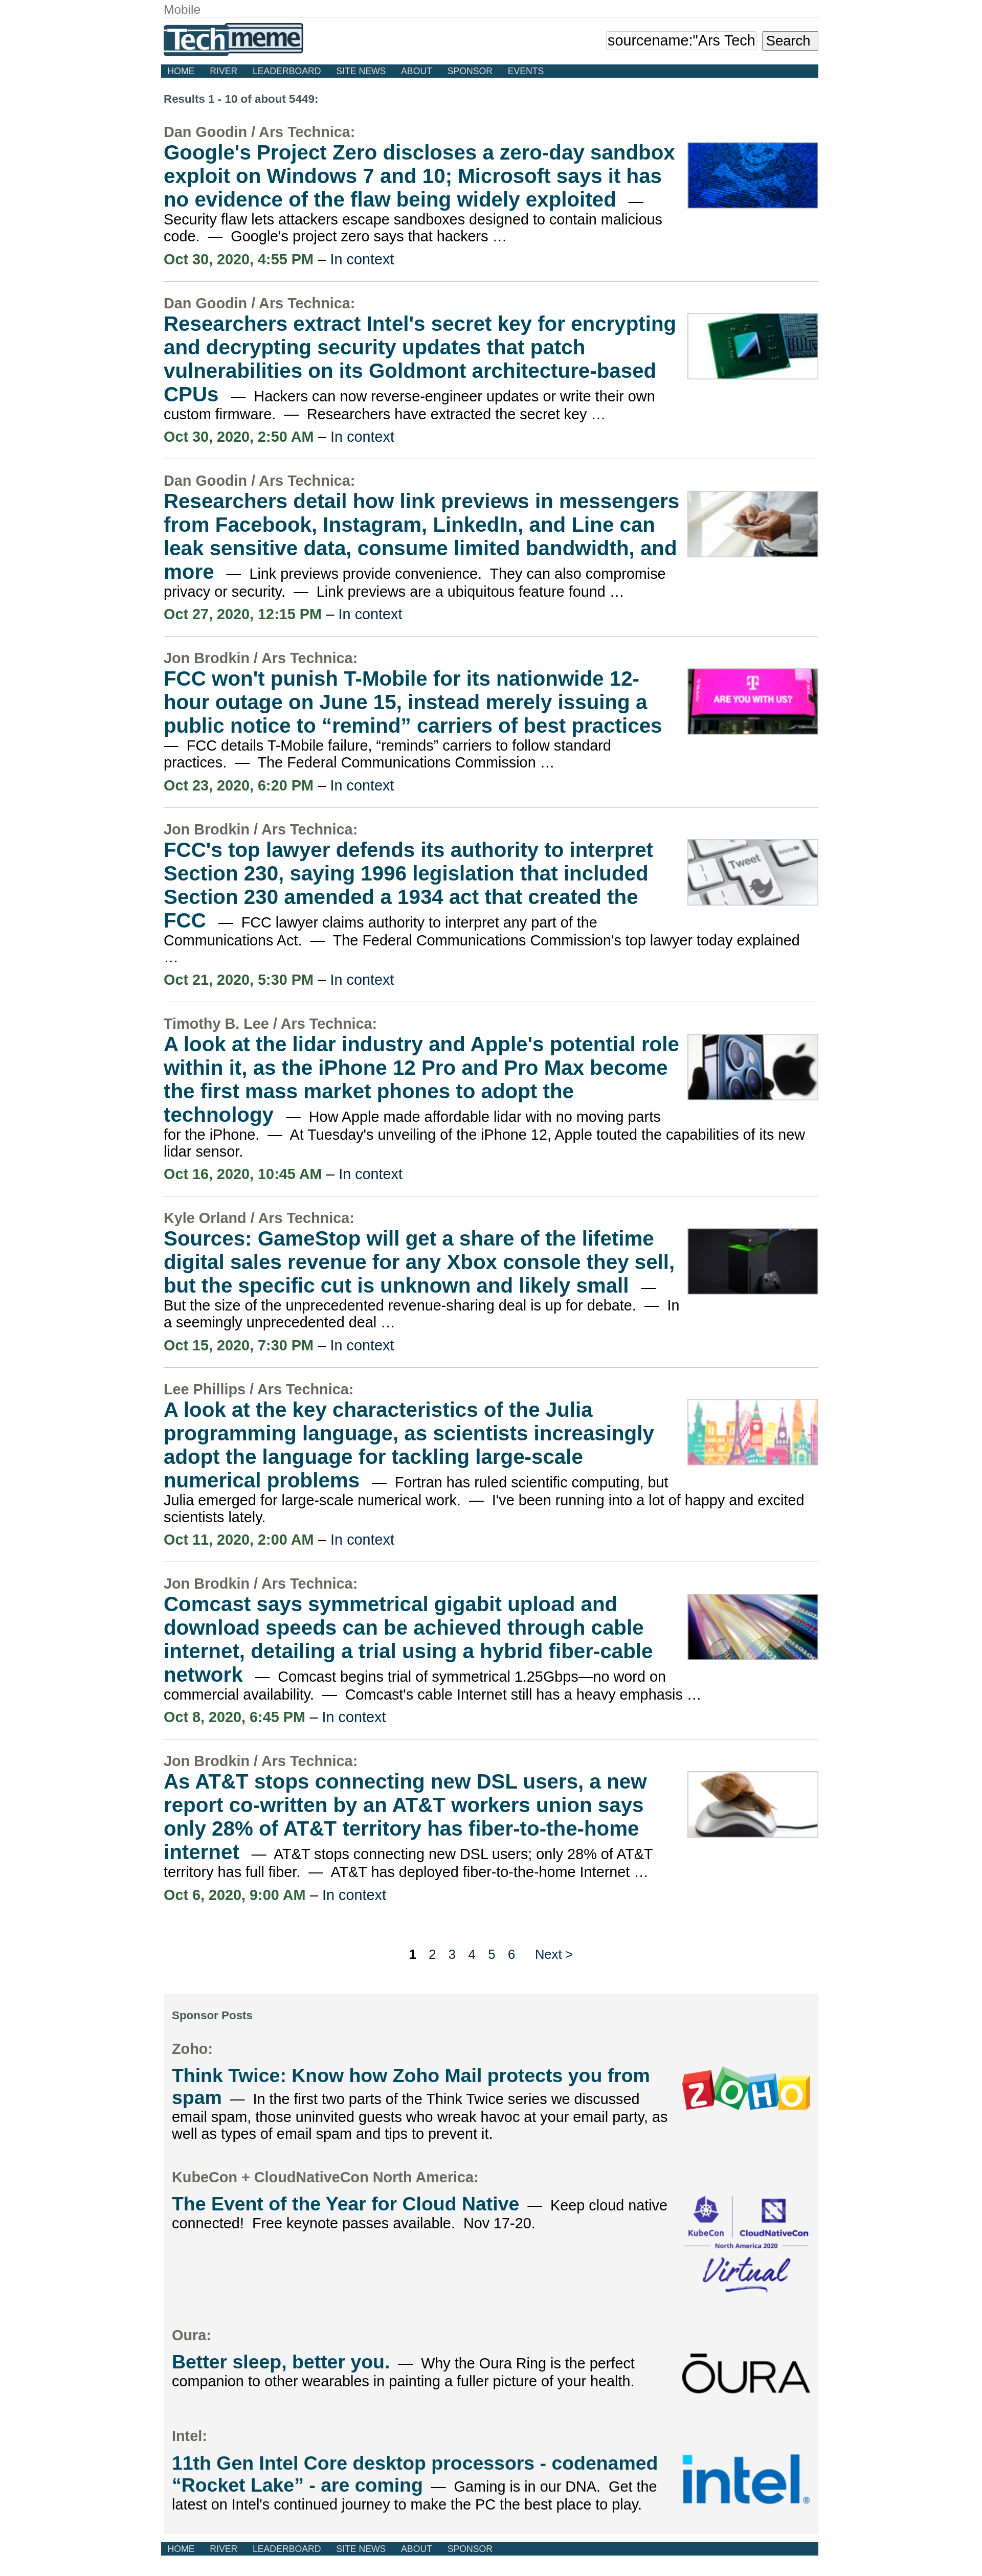 Mobile
Techmeme
sourcename:"Ars Tech
Search
HOME RIVER LEADERBOARD SITE NEWS ABOUT SPONSOR EVENTS
Results 1 - 10 of about 5449:
Dan Goodin / Ars Technica:
Google's Project Zero discloses a zero-day sandbox
exploit on Windows 7 and 10; Microsoft says it has
no evidence of the flaw being widely exploited —
Security flaw lets attackers escape sandboxes designed to contain malicious
code. — Google's project zero says that hackers …
Oct 30, 2020, 4:55 PM – In context
Dan Goodin / Ars Technica:
Researchers extract Intel's secret key for encrypting
and decrypting security updates that patch
vulnerabilities on its Goldmont architecture-based
CPUs — Hackers can now reverse-engineer updates or write their own
custom firmware. — Researchers have extracted the secret key …
Oct 30, 2020, 2:50 AM – In context
Dan Goodin / Ars Technica:
Researchers detail how link previews in messengers
from Facebook, Instagram, LinkedIn, and Line can
leak sensitive data, consume limited bandwidth, and
more — Link previews provide convenience. They can also compromise
privacy or security. — Link previews are a ubiquitous feature found …
Oct 27, 2020, 12:15 PM – In context
Jon Brodkin / Ars Technica:
FCC won't punish T-Mobile for its nationwide 12-
hour outage on June 15, instead merely issuing a
public notice to “remind” carriers of best practices
— FCC details T-Mobile failure, “reminds” carriers to follow standard
practices. — The Federal Communications Commission …
Oct 23, 2020, 6:20 PM – In context
T
ARE YOU WITH US?
Jon Brodkin / Ars Technica:
FCC's top lawyer defends its authority to interpret
Section 230, saying 1996 legislation that included
Section 230 amended a 1934 act that created the
FCC — FCC lawyer claims authority to interpret any part of the
Communications Act. — The Federal Communications Commission's top lawyer today explained
…
Oct 21, 2020, 5:30 PM – In context
Tweet
Timothy B. Lee / Ars Technica:
A look at the lidar industry and Apple's potential role
within it, as the iPhone 12 Pro and Pro Max become
the first mass market phones to adopt the
technology — How Apple made affordable lidar with no moving parts
for the iPhone. — At Tuesday's unveiling of the iPhone 12, Apple touted the capabilities of its new
lidar sensor.
Oct 16, 2020, 10:45 AM – In context
Kyle Orland / Ars Technica:
Sources: GameStop will get a share of the lifetime
digital sales revenue for any Xbox console they sell,
but the specific cut is unknown and likely small —
But the size of the unprecedented revenue-sharing deal is up for debate. — In
a seemingly unprecedented deal …
Oct 15, 2020, 7:30 PM – In context
Lee Phillips / Ars Technica:
A look at the key characteristics of the Julia
programming language, as scientists increasingly
adopt the language for tackling large-scale
numerical problems — Fortran has ruled scientific computing, but
Julia emerged for large-scale numerical work. — I've been running into a lot of happy and excited
scientists lately.
Oct 11, 2020, 2:00 AM – In context
Jon Brodkin / Ars Technica:
Comcast says symmetrical gigabit upload and
download speeds can be achieved through cable
internet, detailing a trial using a hybrid fiber-cable
network — Comcast begins trial of symmetrical 1.25Gbps—no word on
commercial availability. — Comcast's cable Internet still has a heavy emphasis …
Oct 8, 2020, 6:45 PM – In context
Jon Brodkin / Ars Technica:
As AT&T stops connecting new DSL users, a new
report co-written by an AT&T workers union says
only 28% of AT&T territory has fiber-to-the-home
internet — AT&T stops connecting new DSL users; only 28% of AT&T
territory has full fiber. — AT&T has deployed fiber-to-the-home Internet …
Oct 6, 2020, 9:00 AM – In context
1 2 3 4 5 6 Next >
Sponsor Posts
Zoho:
Think Twice: Know how Zoho Mail protects you from
spam — In the first two parts of the Think Twice series we discussed
email spam, those uninvited guests who wreak havoc at your email party, as
well as types of email spam and tips to prevent it.
ZOHO
KubeCon + CloudNativeCon North America:
The Event of the Year for Cloud Native — Keep cloud native
connected! Free keynote passes available. Nov 17-20.
KubeCon CloudNativeCon
North America 2020
Virtual
Oura:
Better sleep, better you. — Why the Oura Ring is the perfect
companion to other wearables in painting a fuller picture of your health.
ŌURA
Intel:
11th Gen Intel Core desktop processors - codenamed
“Rocket Lake” - are coming — Gaming is in our DNA. Get the
latest on Intel's continued journey to make the PC the best place to play.
intel®
HOME RIVER LEADERBOARD SITE NEWS ABOUT SPONSOR